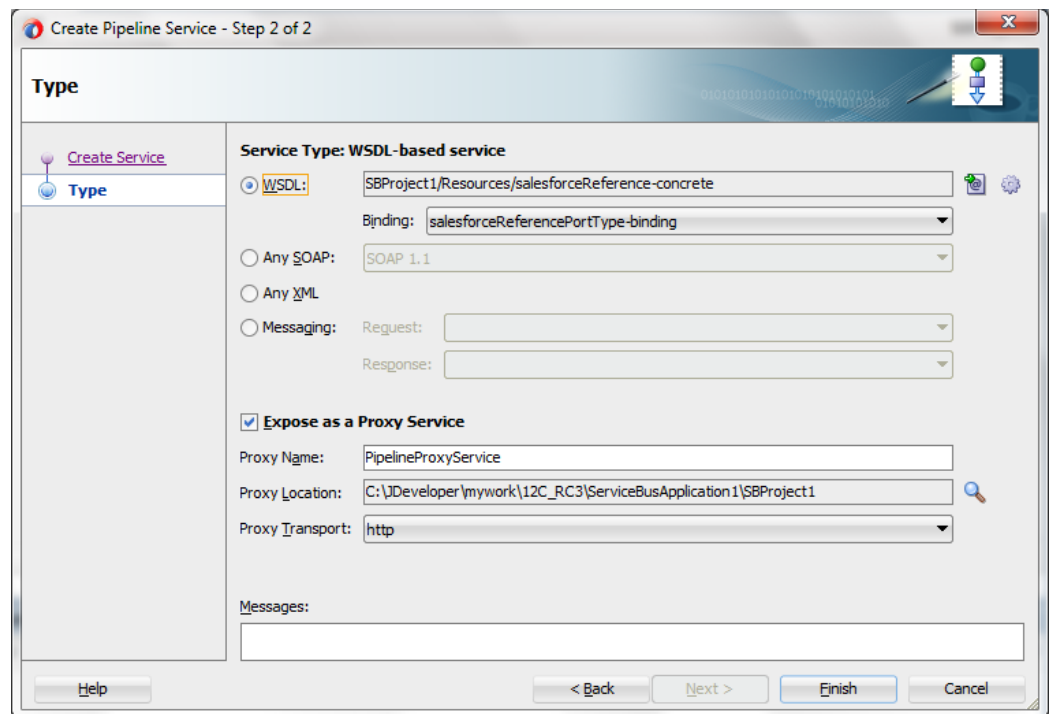 Create Pipeline Service - Step 2 of 2
Type
010101010101010101010101
01010101010
Create Service
Type
Service Type: WSDL-based service
WSDL: SBProject1/Resources/salesforceReference-concrete
Binding: salesforceReferencePortType-binding
Any SOAP: SOAP 1.1
Any XML
Messaging: Request:
Response:
Expose as a Proxy Service
Proxy Name: PipelineProxyService
Proxy Location: C:\JDeveloper\mywork\12C_RC3\ServiceBusApplication1\SBProject1
Proxy Transport: http
Messages:
Help < Back Next > Finish Cancel